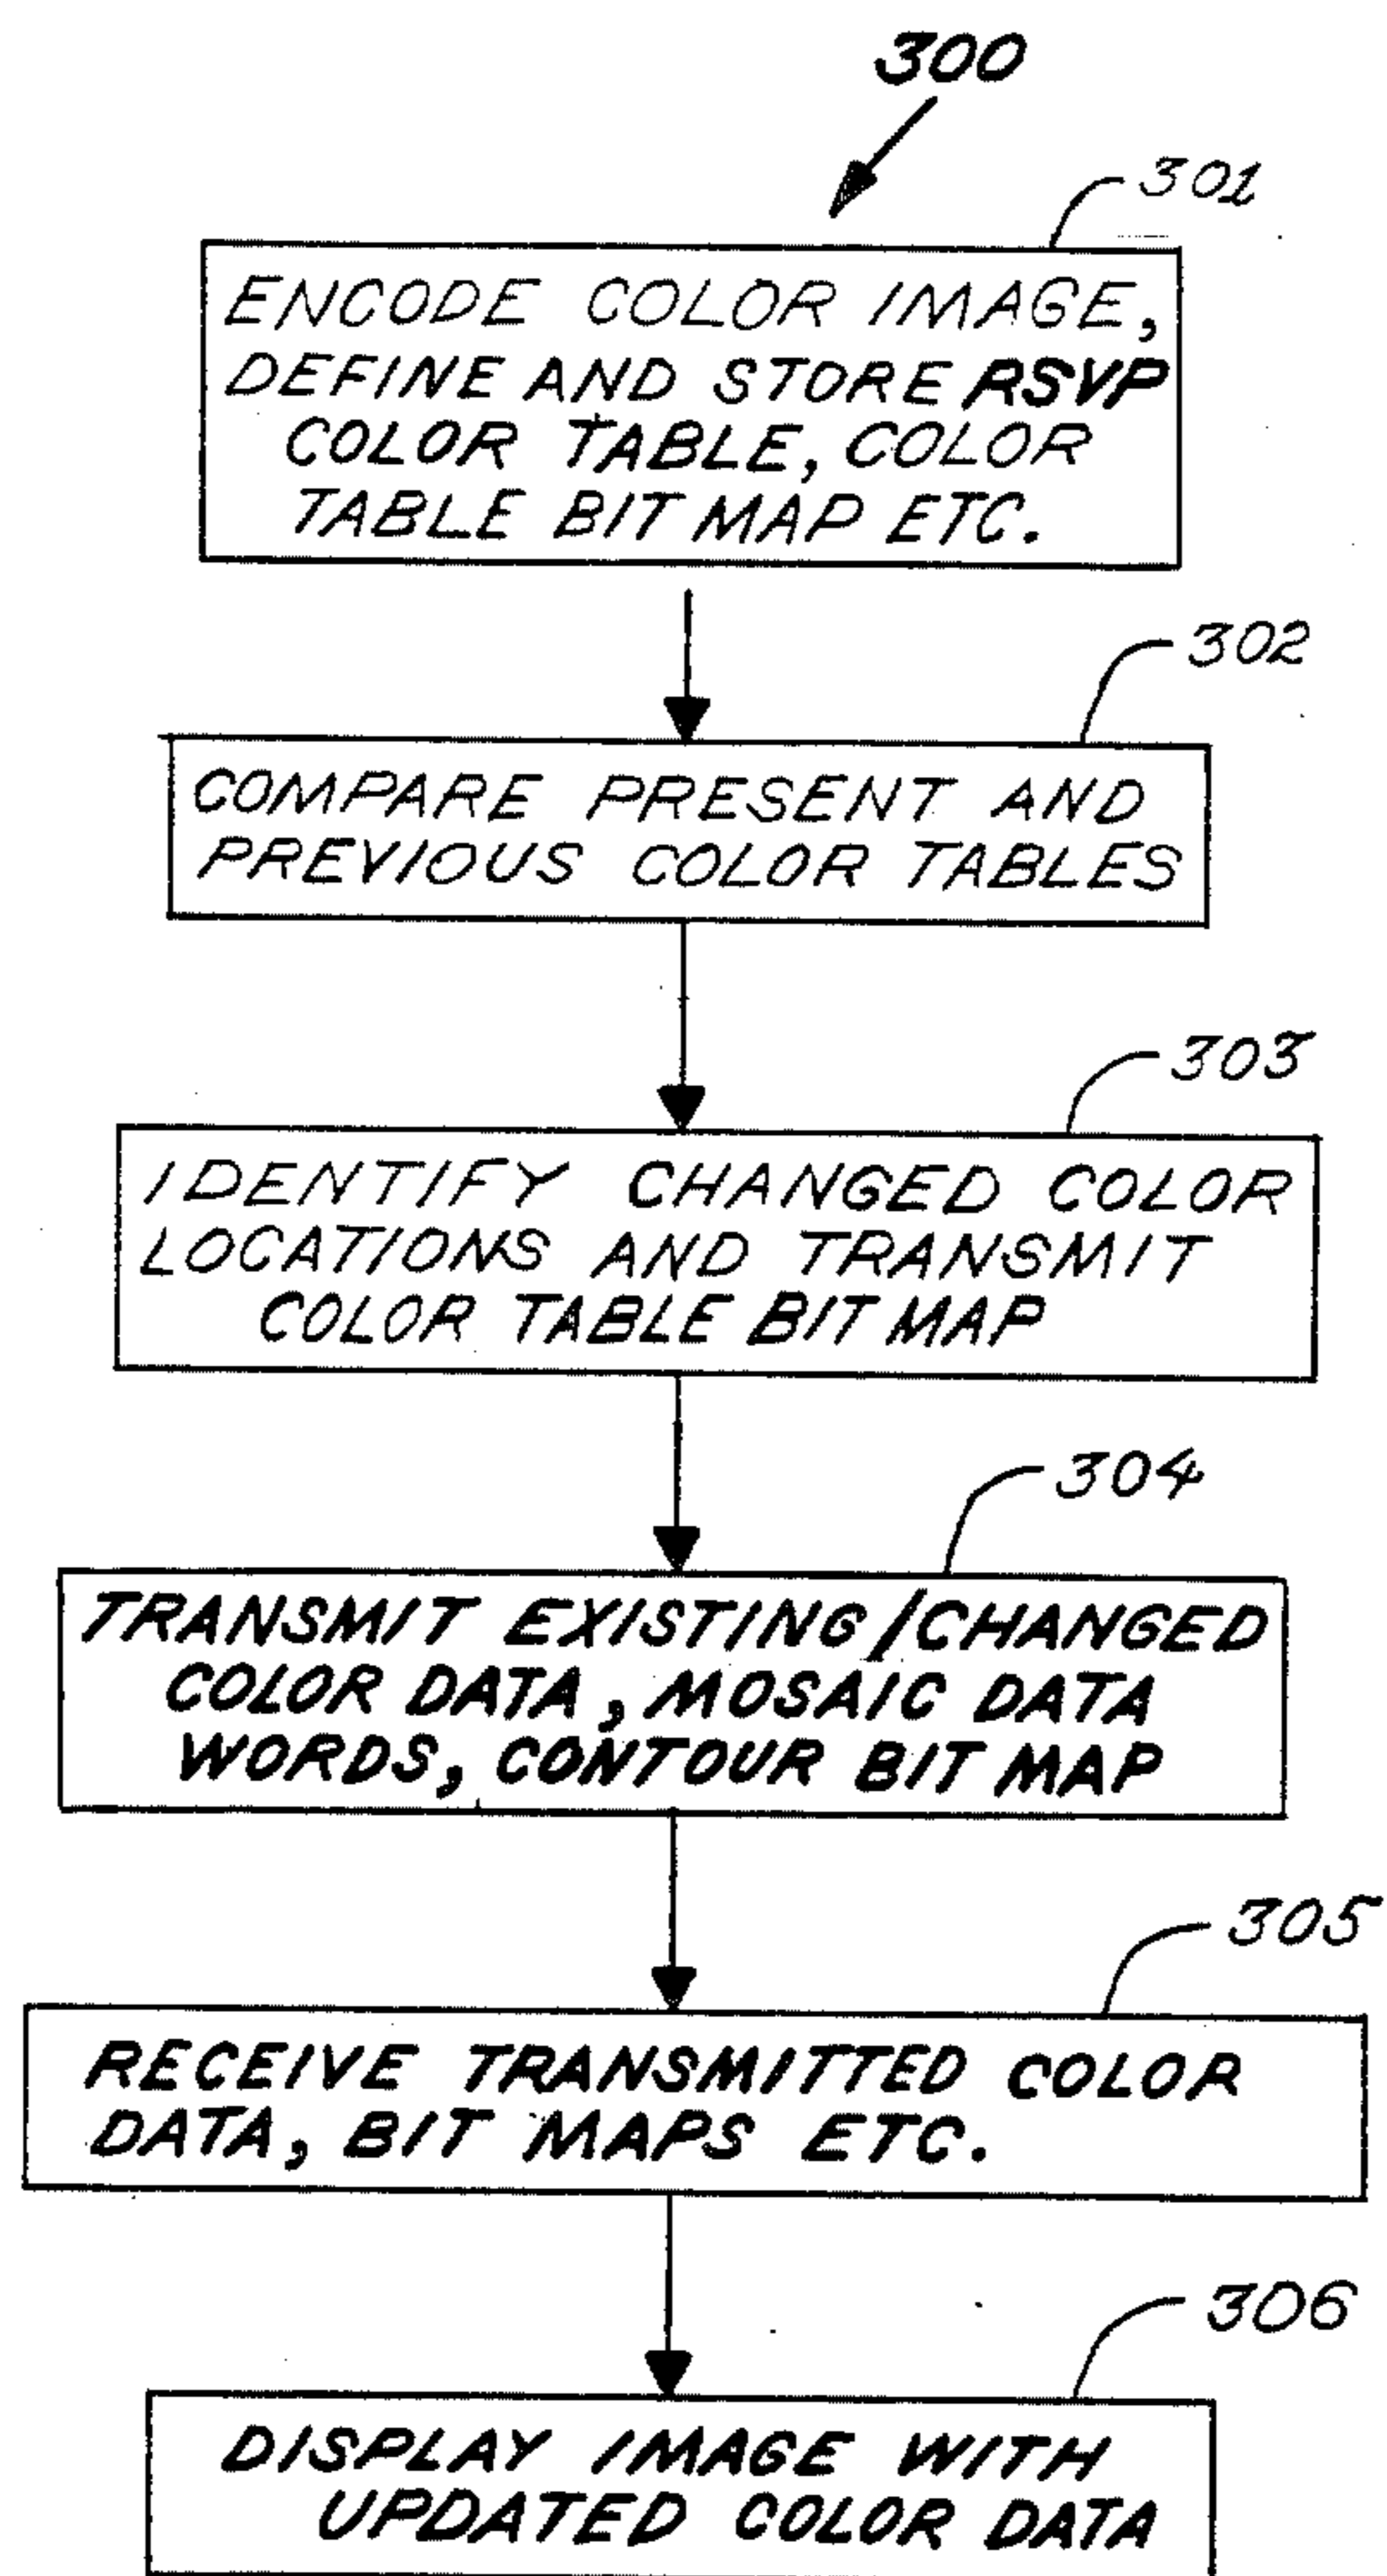 300
301
ENCODE COLOR IMAGE,
DEFINE AND STORE RSVP
COLOR TABLE, COLOR
TABLE BIT MAP ETC.
302
COMPARE PRESENT AND
PREVIOUS COLOR TABLES
303
IDENTIFY CHANGED COLOR
LOCATIONS AND TRANSMIT
COLOR TABLE BIT MAP
304
TRANSMIT EXISTING/CHANGED
COLOR DATA, MOSAIC DATA
WORDS, CONTOUR BIT MAP
305
RECEIVE TRANSMITTED COLOR
DATA, BIT MAPS ETC.
306
DISPLAY IMAGE WITH
UPDATED COLOR DATA